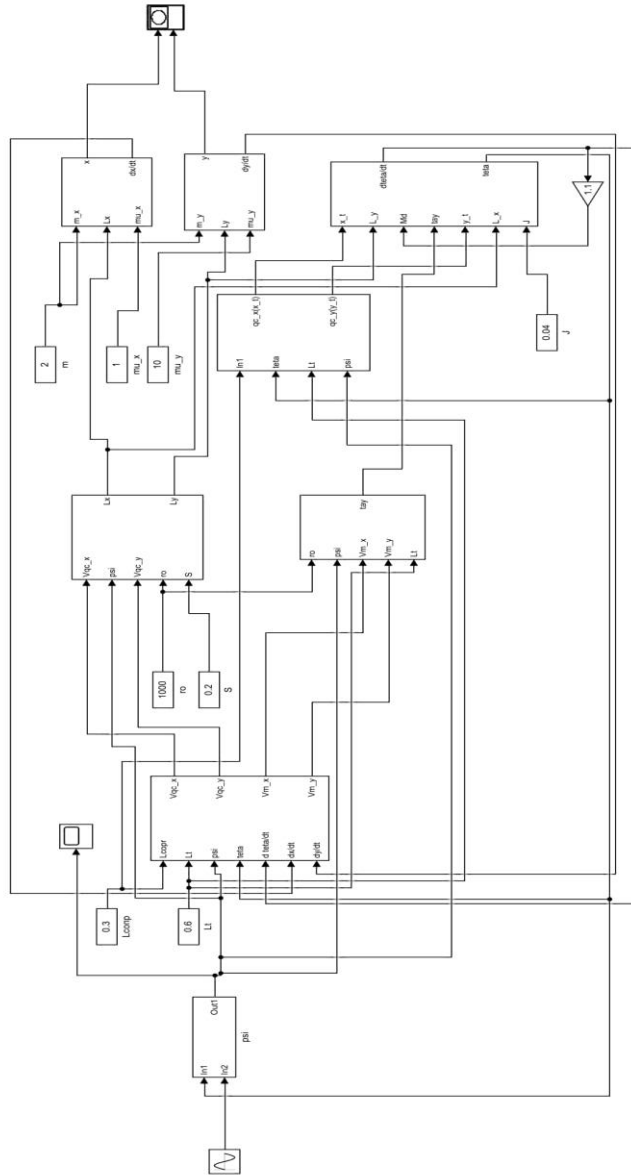 In1
In2
Out1
psi
0.3
Lconp
0.6
Lt
Lcopr
Lt
psi
teta
d teta/dt
dx/dt
dy/dt
Vqc_x
Vqc_y
Vm_x
Vm_y
1000
ro
0.2
S
Vqc_x
psi
Vqc_y
ro
S
Lx
Ly
ro
psi
Vm_x
Vm_y
Lt
tay
2
m
1
mu_x
10
mu_y
In1
teta
Lt
psi
qc_x(x_t)
qc_y(y_t)
0.04
J
m_x
Lx
mu_x
x
dx/dt
m_y
Ly
mu_y
y
dy/dt
x_t
L_y
Md
tay
y_t
L_x
J
dteta/dt
teta
1.1